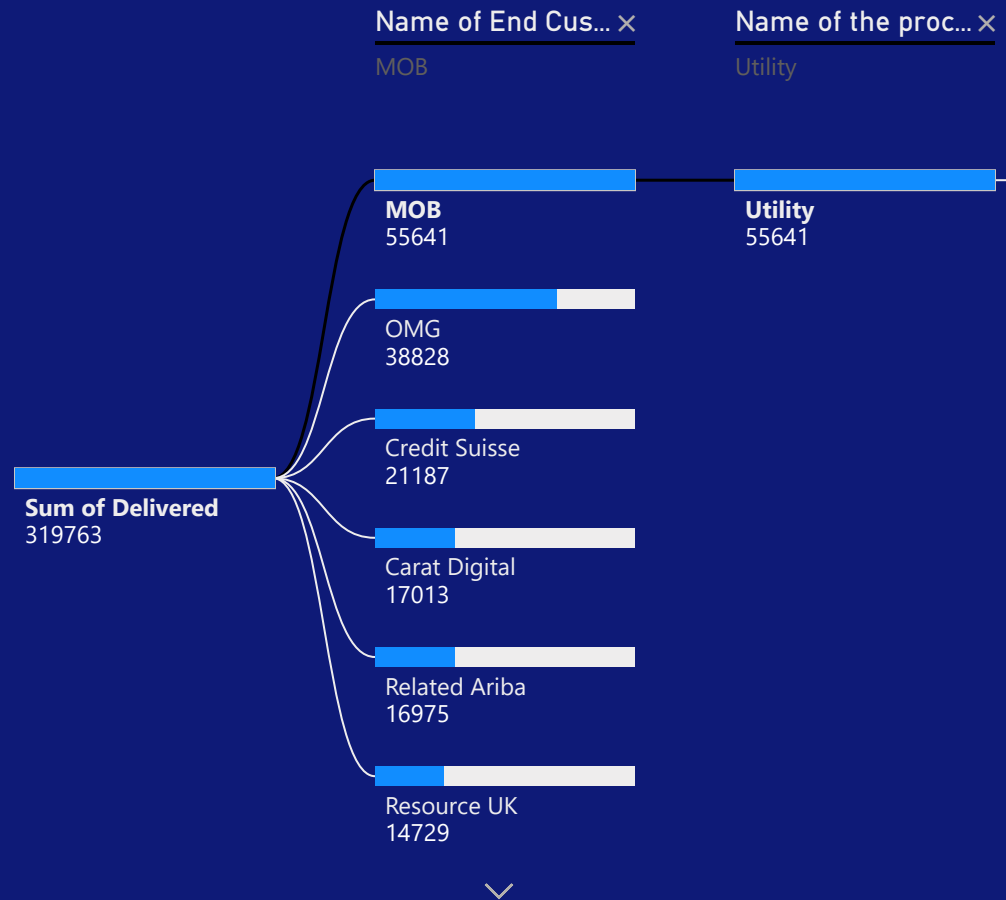 Name of End Cus...
Name of the proc...
MOB
Utility
MOB
55641
Utility
55641
OMG
38828
Credit Suisse
21187
Sum of Delivered
319763
Carat Digital
17013
Related Ariba
16975
Resource UK
14729